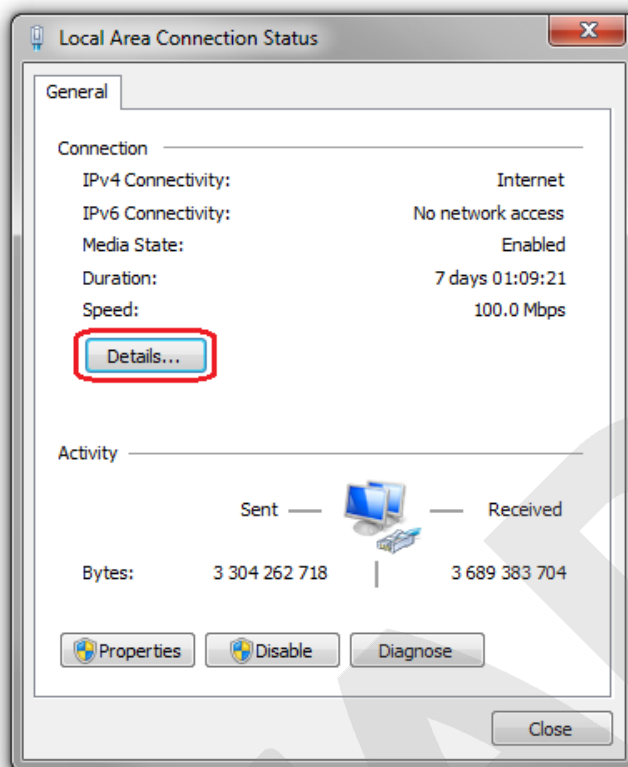 Local Area Connection Status
General
Connection
IPv4 Connectivity: Internet
IPv6 Connectivity: No network access
Media State: Enabled
Duration: 7 days 01:09:21
Speed: 100.0 Mbps
Details...
Activity
Sent Received
Bytes: 3 304 262 718 3 689 383 704
Properties Disable Diagnose
Close